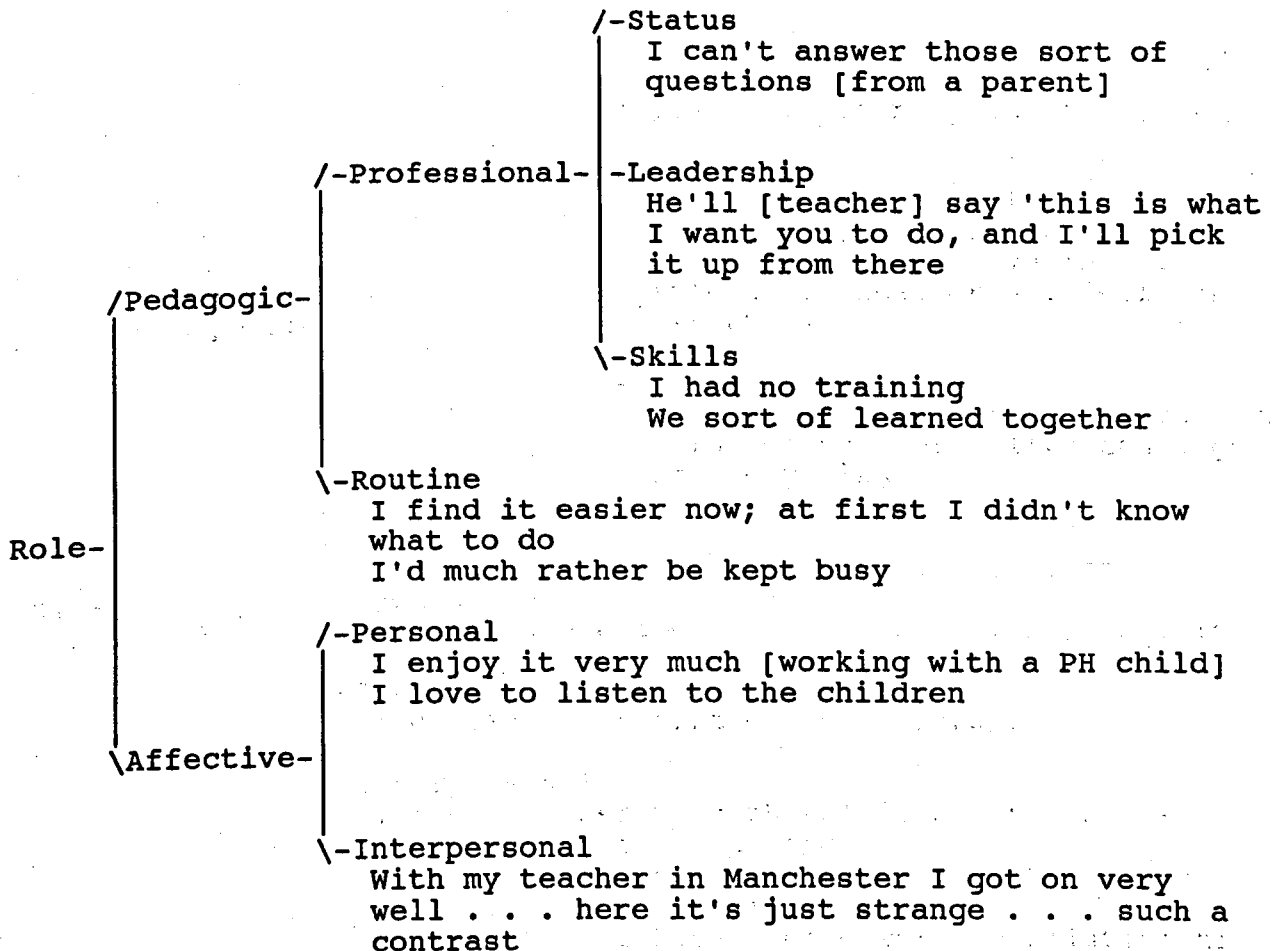 /-Status
I can't answer those sort of
questions [from a parent]
/-Professional-
-Leadership
He'll [teacher] say 'this is what
I want you to do, and I'll pick
it up from there
/Pedagogic-
\-Skills
I had no training
We sort of learned together
\-Routine
I find it easier now; at first I didn't know
what to do
I'd much rather be kept busy
Role-
/-Personal
I enjoy it very much [working with a PH child]
I love to listen to the children
\Affective-
\-Interpersonal
With my teacher in Manchester I got on very
well . . . here it's just strange . . . such a
contrast